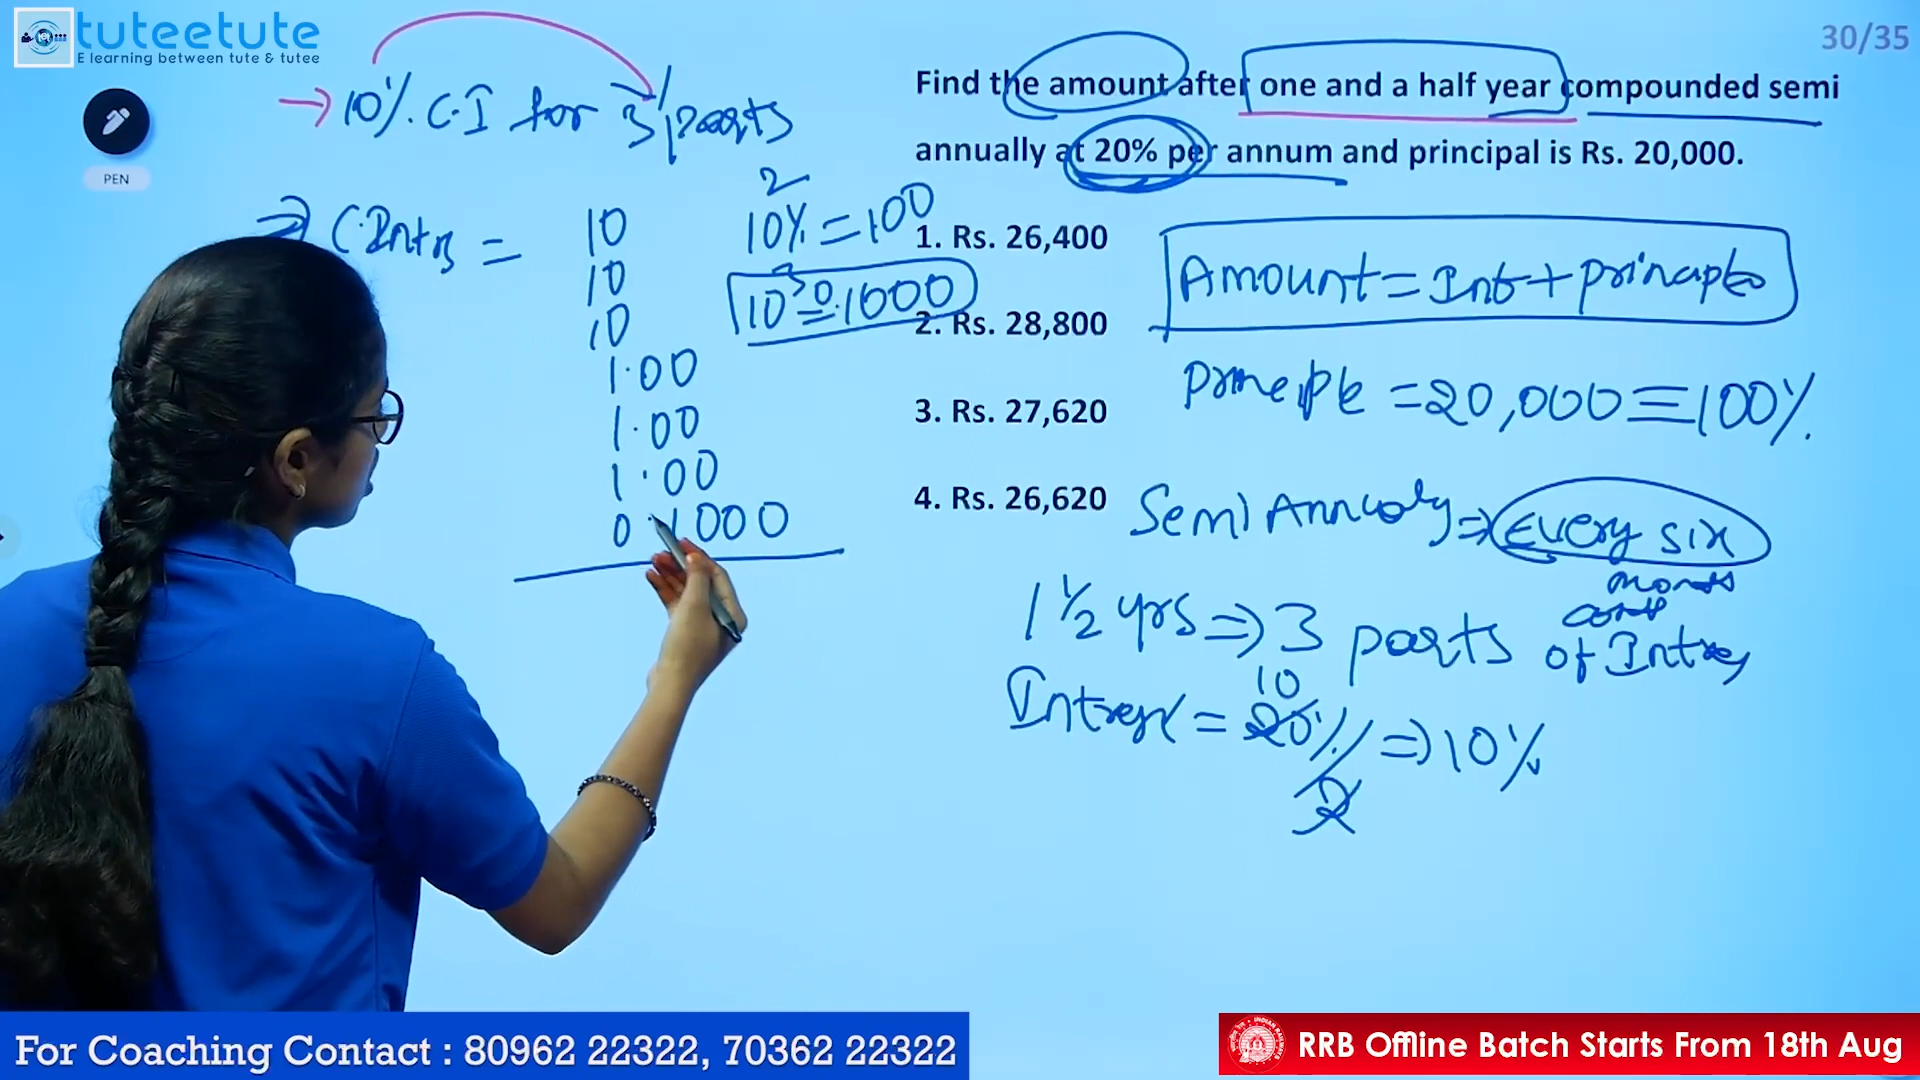 tuteetute
E learning between tute & tutee
PEN
→ 10% C.I for 3 parts
10
10
10
1.00
1.00
1.00
0.1000
10%² = 100
10³ = 0.1000
30/35
Find the amount after one and a half year compounded semi
annually at 20% per annum and principal is Rs. 20,000.
1. Rs. 26,400
2. Rs. 28,800
3. Rs. 27,620
4. Rs. 26,620
Amount = Int + principle
principle = 20,000 ≡ 100%
Semi Annualy ⇒ Every six
months
1 1/2 yrs ⇒ 3 parts of Intres
10
= 20%/2 ⇒ 10%
For Coaching Contact : 80962 22322, 70362 22322
RRB Offline Batch Starts From 18th Aug